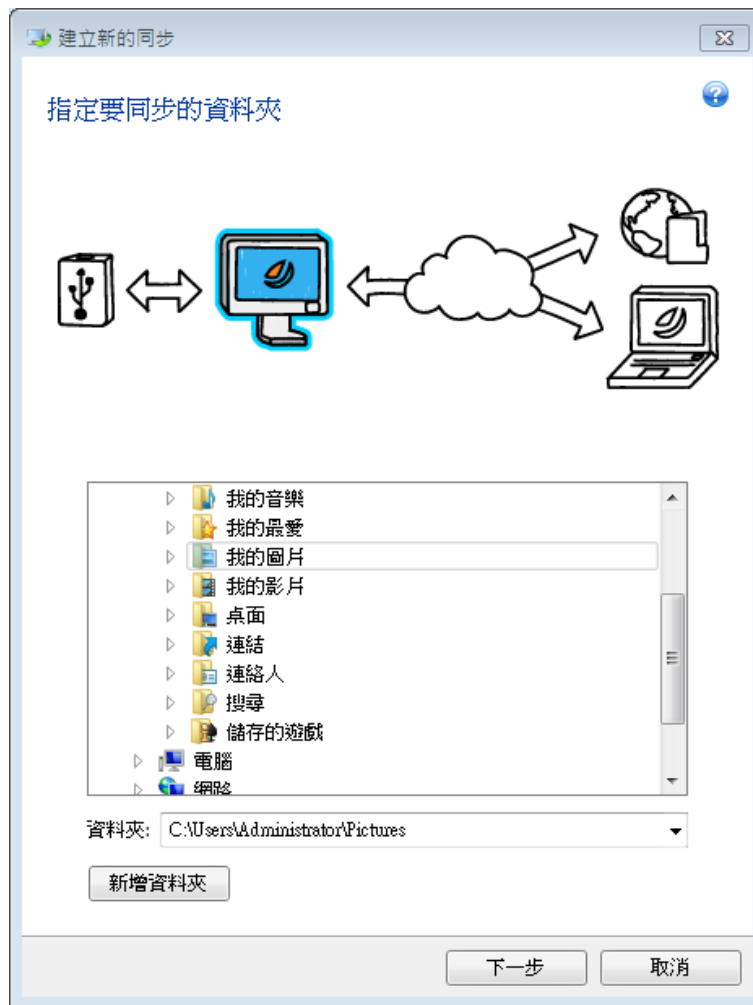 建立新的同步
指定要同步的資料夾
我的音樂
我的最愛
我的圖片
我的影片
桌面
連結
連絡人
搜尋
儲存的遊戲
電腦
網路
資料夾: C:\Users\Administrator\Pictures
新增資料夾
下一步 取消